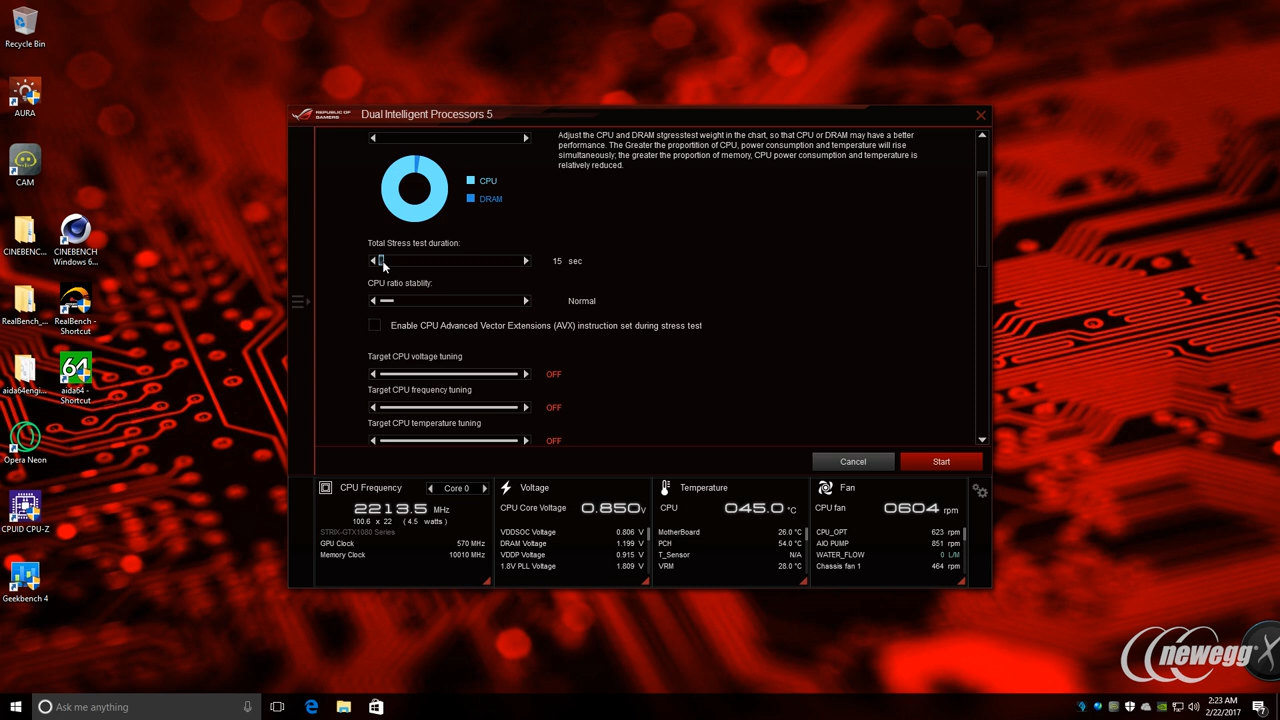 Recycle Bin
AURA
CAM
CINEBENC...
CINEBENCH
Windows 6...
RealBench_...
RealBench -
Shortcut
aida64engi...
64
aida64 -
Shortcut
Opera Neon
CPUID CPU-Z
Geekbench 4
REPUBLIC OF
GAMERS
Dual Intelligent Processors 5
Adjust the CPU and DRAM stgresstest weight in the chart, so that CPU or DRAM may have a better
performance. The Greater the proportition of CPU, power consumption and temperature will rise
simultaneously; the greater the proportion of memory, CPU power consumption and temperature is
relatively reduced.
CPU
DRAM
Total Stress test duration:
15 sec
CPU ratio stablity:
Normal
Enable CPU Advanced Vector Extensions (AVX) instruction set during stress test
Target CPU voltage tuning
OFF
Target CPU frequency tuning
OFF
Target CPU temperature tuning
OFF
Cancel
Start
CPU Frequency
Core 0
2213.5 MHz
100.6 x 22 ( 4.5 watts )
STRIX-GTX1080 Series
GPU Clock 570 MHz
Memory Clock 10010 MHz
Voltage
CPU Core Voltage 0.850 V
VDDSOC Voltage 0.806 V
DRAM Voltage 1.199 V
VDDP Voltage 0.915 V
1.8V PLL Voltage 1.809 V
Temperature
CPU 045.0 °C
MotherBoard 26.0 °C
PCH 54.0 °C
T_Sensor N/A
VRM 28.0 °C
Fan
CPU fan 0604 rpm
CPU_OPT 623 rpm
AIO PUMP 851 rpm
WATER_FLOW 0 L/M
Chassis fan 1 464 rpm
newegg
X
Ask me anything
2:23 AM
2/22/2017